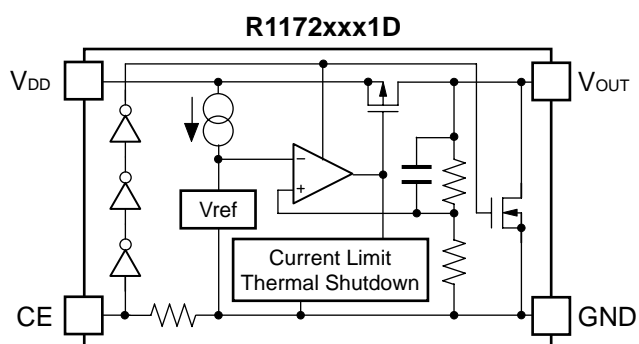 R1172xxx1D
VDD
VOUT
−
+
Vref
Current Limit
Thermal Shutdown
CE
GND